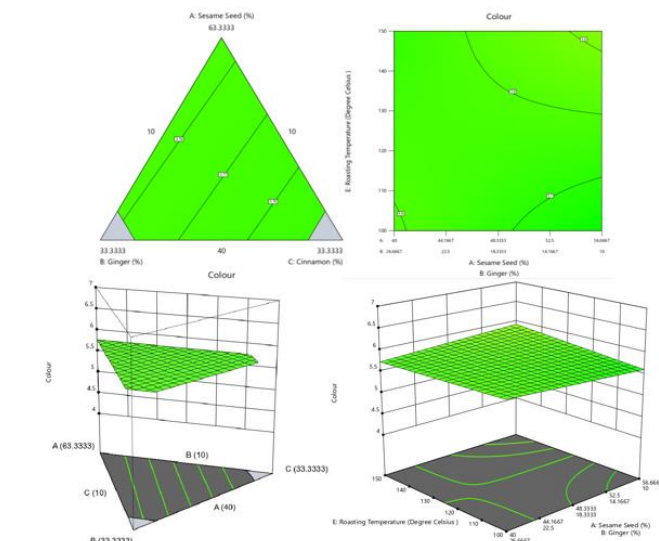 A: Sesame Seed (%)
63.3333
10
10
33.3333
40
33.3333
B: Ginger (%)
C: Cinnamon (%)
Colour
E: Roasting Temperature (Degree Celsius )
150
140
130
120
110
100
A: 40 44.1667 48.3333 52.5 56.6667
B: 26.6667 22.5 18.3333 14.1667 10
A: Sesame Seed (%)
B: Ginger (%)
Colour
7
6.5
6
5.5
5
4.5
4
Colour
A (63.3333)
B (10)
C (33.3333)
C (10)
A (40)
B (33.3333)
7
6.5
6
5.5
5
4.5
4
Colour
150
140
130
120
110
100
E: Roasting Temperature (Degree Celsius )
40
44.1667
22.5
48.3333
18.3333
52.5
14.1667
10
A: Sesame Seed (%)
B: Ginger (%)